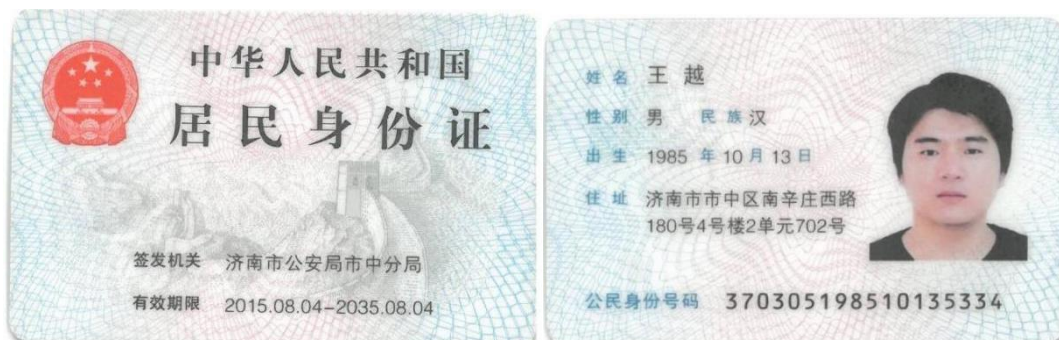 中华人民共和国
居民身份证
签发机关 济南市公安局市中分局
有效期限 2015.08.04-2035.08.04
姓名 王越
性别 男 民族 汉
出生 1985 年 10 月 13 日
住址 济南市市中区南辛庄西路
180号4号楼2单元702号
公民身份号码 370305198510135334